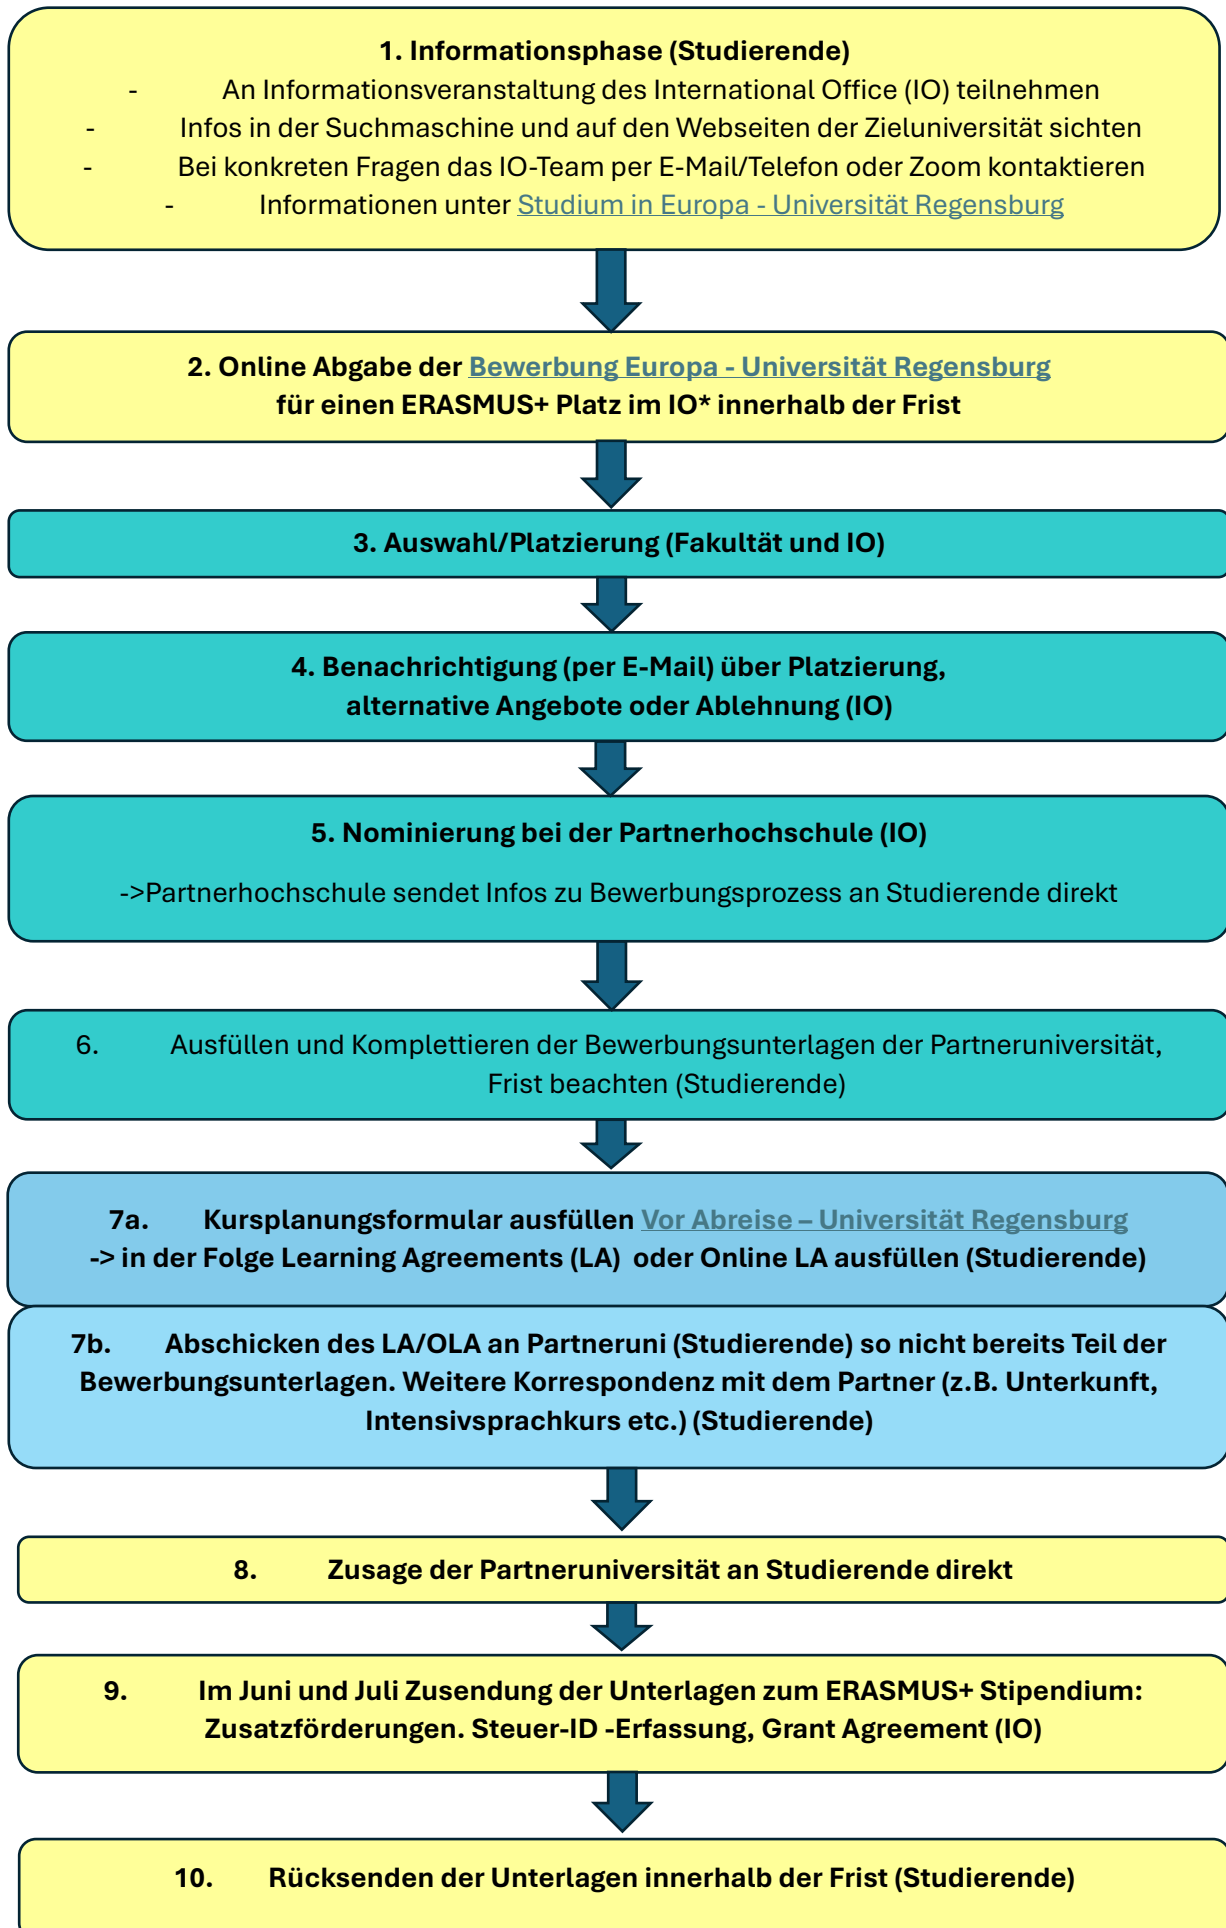 1. Informationsphase (Studierende)
- An Informationsveranstaltung des International Office (IO) teilnehmen
- Infos in der Suchmaschine und auf den Webseiten der Zieluniversität sichten
- Bei konkreten Fragen das IO-Team per E-Mail/Telefon oder Zoom kontaktieren
- Informationen unter Studium in Europa - Universität Regensburg
2. Online Abgabe der Bewerbung Europa - Universität Regensburg
für einen ERASMUS+ Platz im IO* innerhalb der Frist
3. Auswahl/Platzierung (Fakultät und IO)
4. Benachrichtigung (per E-Mail) über Platzierung,
alternative Angebote oder Ablehnung (IO)
5. Nominierung bei der Partnerhochschule (IO)
->Partnerhochschule sendet Infos zu Bewerbungsprozess an Studierende direkt
6. Ausfüllen und Komplettieren der Bewerbungsunterlagen der Partneruniversität,
Frist beachten (Studierende)
7a. Kursplanungsformular ausfüllen Vor Abreise – Universität Regensburg
-> in der Folge Learning Agreements (LA) oder Online LA ausfüllen (Studierende)
7b. Abschicken des LA/OLA an Partneruni (Studierende) so nicht bereits Teil der
Bewerbungsunterlagen. Weitere Korrespondenz mit dem Partner (z.B. Unterkunft,
Intensivsprachkurs etc.) (Studierende)
8. Zusage der Partneruniversität an Studierende direkt
9. Im Juni und Juli Zusendung der Unterlagen zum ERASMUS+ Stipendium:
Zusatzförderungen. Steuer-ID -Erfassung, Grant Agreement (IO)
10. Rücksenden der Unterlagen innerhalb der Frist (Studierende)